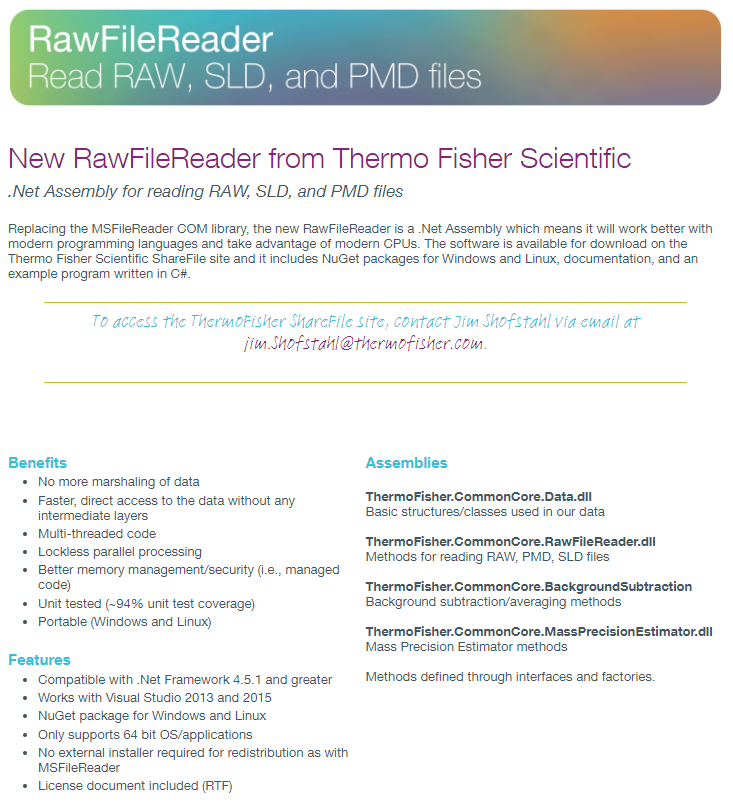 RawFileReader
Read RAW, SLD, and PMD files
New RawFileReader from Thermo Fisher Scientific
.Net Assembly for reading RAW, SLD, and PMD files
Replacing the MSFileReader COM library, the new RawFileReader is a .Net Assembly which means it will work better with
modern programming languages and take advantage of modern CPUs. The software is available for download on the
Thermo Fisher Scientific ShareFile site and it includes NuGet packages for Windows and Linux, documentation, and an
example program written in C#.
To access the ThermoFisher ShareFile site, contact Jim Shofstahl via email at
jim.Shofstahl@thermofisher.com.
Benefits
• No more marshaling of data
• Faster, direct access to the data without any
intermediate layers
• Multi-threaded code
• Lockless parallel processing
• Better memory management/security (i.e., managed
code)
• Unit tested (~94% unit test coverage)
• Portable (Windows and Linux)
Features
• Compatible with .Net Framework 4.5.1 and greater
• Works with Visual Studio 2013 and 2015
• NuGet package for Windows and Linux
• Only supports 64 bit OS/applications
• No external installer required for redistribution as with
MSFileReader
• License document included (RTF)
Assemblies
ThermoFisher.CommonCore.Data.dll
Basic structures/classes used in our data
ThermoFisher.CommonCore.RawFileReader.dll
Methods for reading RAW, PMD, SLD files
ThermoFisher.CommonCore.BackgroundSubtraction
Background subtraction/averaging methods
ThermoFisher.CommonCore.MassPrecisionEstimator.dll
Mass Precision Estimator methods
Methods defined through interfaces and factories.